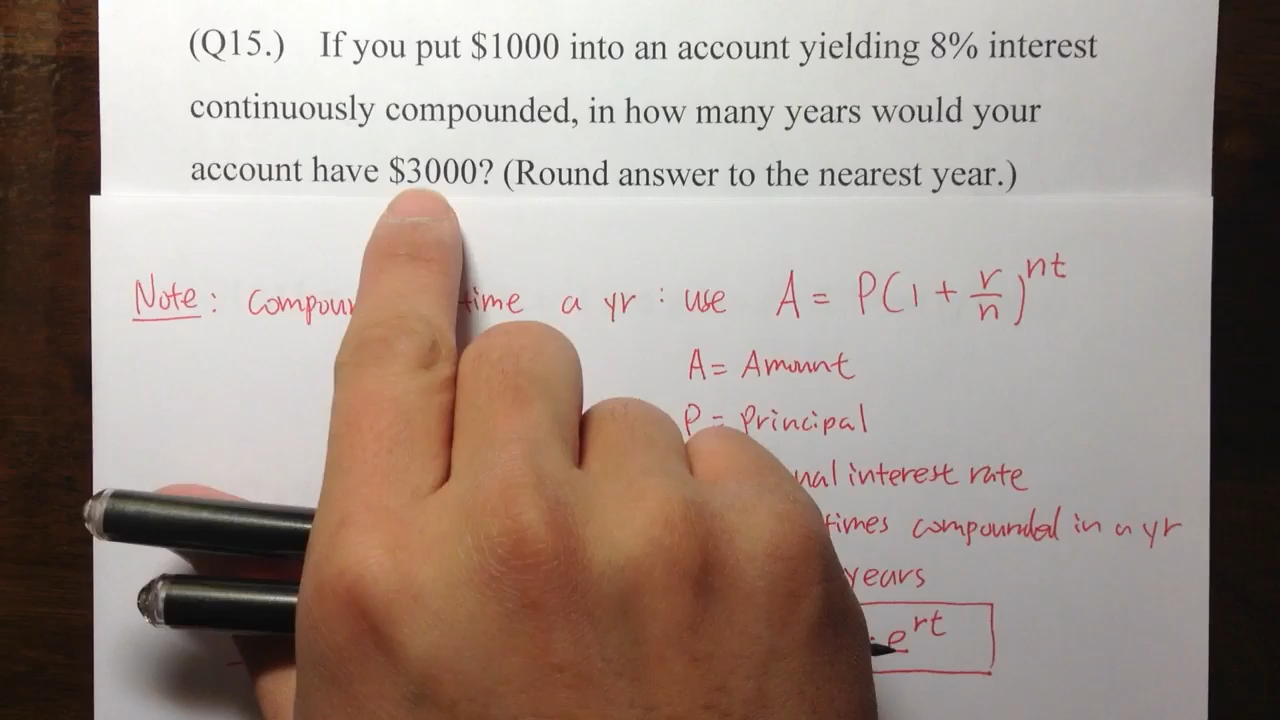 (Q15.) If you put $1000 into an account yielding 8% interest
continuously compounded, in how many years would your
account have $3000? (Round answer to the nearest year.)
Note: compoun time a yr : use A = P(1 + r/n)^nt
A = Amount
P = Principal
nal interest rate
times compounded in a yr
years
e^rt